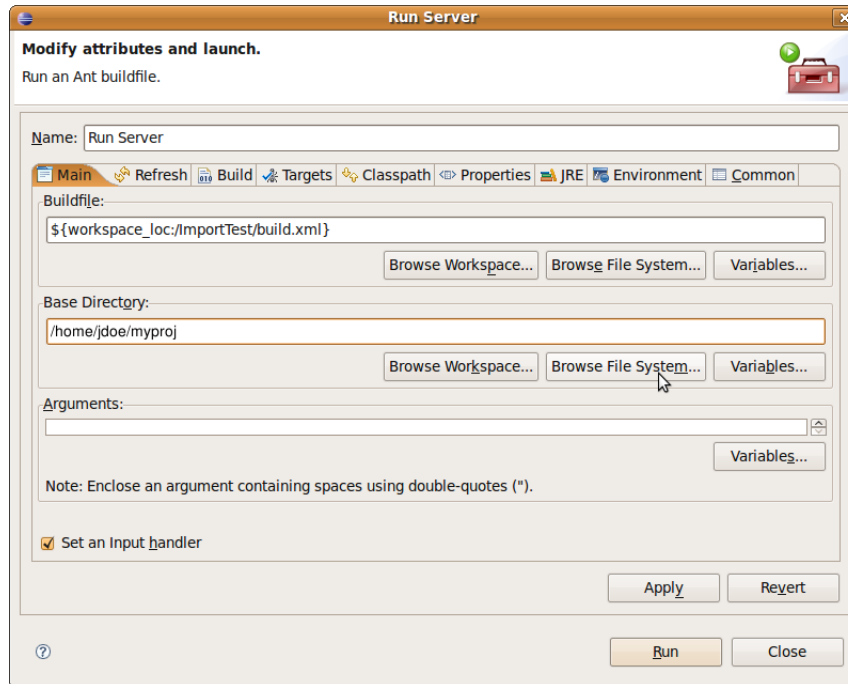 Run Server
Modify attributes and launch.
Run an Ant buildfile.
Name: Run Server
Main Refresh Build Targets Classpath Properties JRE Environment Common
Buildfile:
${workspace_loc:/ImportTest/build.xml}
Browse Workspace... Browse File System... Variables...
Base Directory:
/home/jdoe/myproj
Browse Workspace... Browse File System... Variables...
Arguments:
Variables...
Note: Enclose an argument containing spaces using double-quotes (").
Set an Input handler
Apply Revert
Run Close